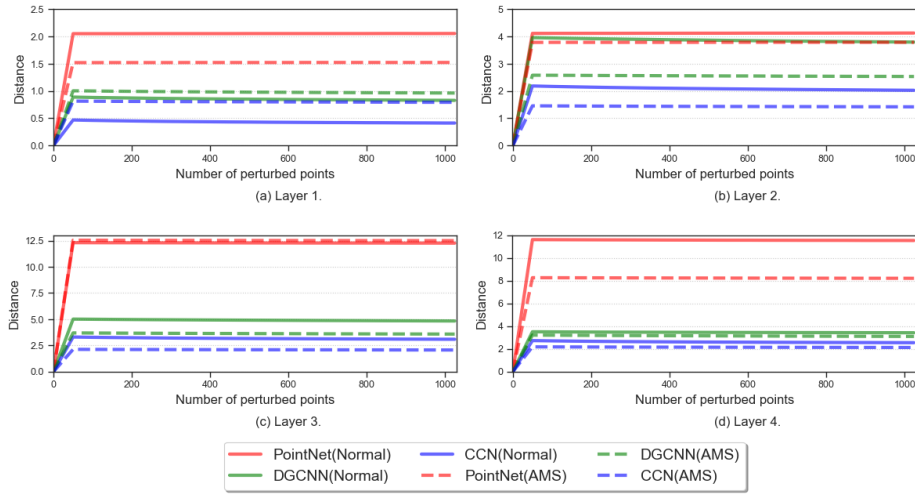 2.5
2.0
1.5
1.0
0.5
0.0
Distance
0 200 400 600 800 1000
Number of perturbed points
(a) Layer 1.
5
4
3
2
1
0
Distance
0 200 400 600 800 1000
Number of perturbed points
(b) Layer 2.
12.5
10.0
7.5
5.0
2.5
0.0
Distance
0 200 400 600 800 1000
Number of perturbed points
(c) Layer 3.
12
10
8
6
4
2
0
Distance
0 200 400 600 800 1000
Number of perturbed points
(d) Layer 4.
PointNet(Normal) CCN(Normal) DGCNN(AMS)
DGCNN(Normal) PointNet(AMS) CCN(AMS)